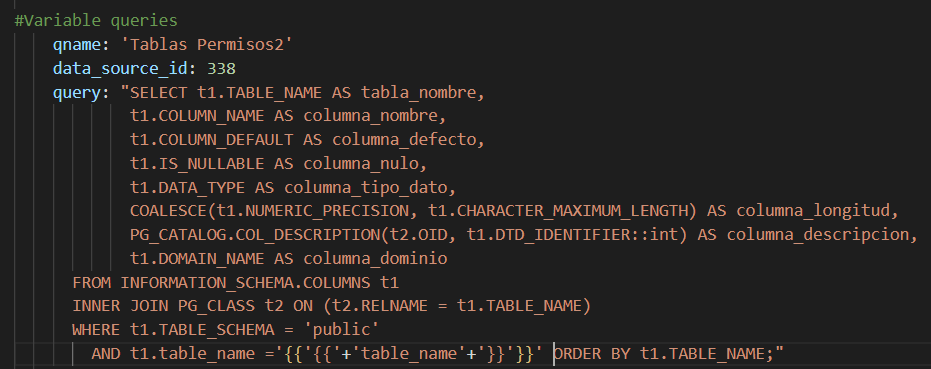 #Variable queries
qname: 'Tablas Permisos2'
data_source_id: 338
query: "SELECT t1.TABLE_NAME AS tabla_nombre,
t1.COLUMN_NAME AS columna_nombre,
t1.COLUMN_DEFAULT AS columna_defecto,
t1.IS_NULLABLE AS columna_nulo,
t1.DATA_TYPE AS columna_tipo_dato,
COALESCE(t1.NUMERIC_PRECISION, t1.CHARACTER_MAXIMUM_LENGTH) AS columna_longitud,
PG_CATALOG.COL_DESCRIPTION(t2.OID, t1.DTD_IDENTIFIER::int) AS columna_descripcion,
t1.DOMAIN_NAME AS columna_dominio
FROM INFORMATION_SCHEMA.COLUMNS t1
INNER JOIN PG_CLASS t2 ON (t2.RELNAME = t1.TABLE_NAME)
WHERE t1.TABLE_SCHEMA = 'public'
AND t1.table_name ='{{'{{'+'table_name'+'}}'}}' ORDER BY t1.TABLE_NAME;"